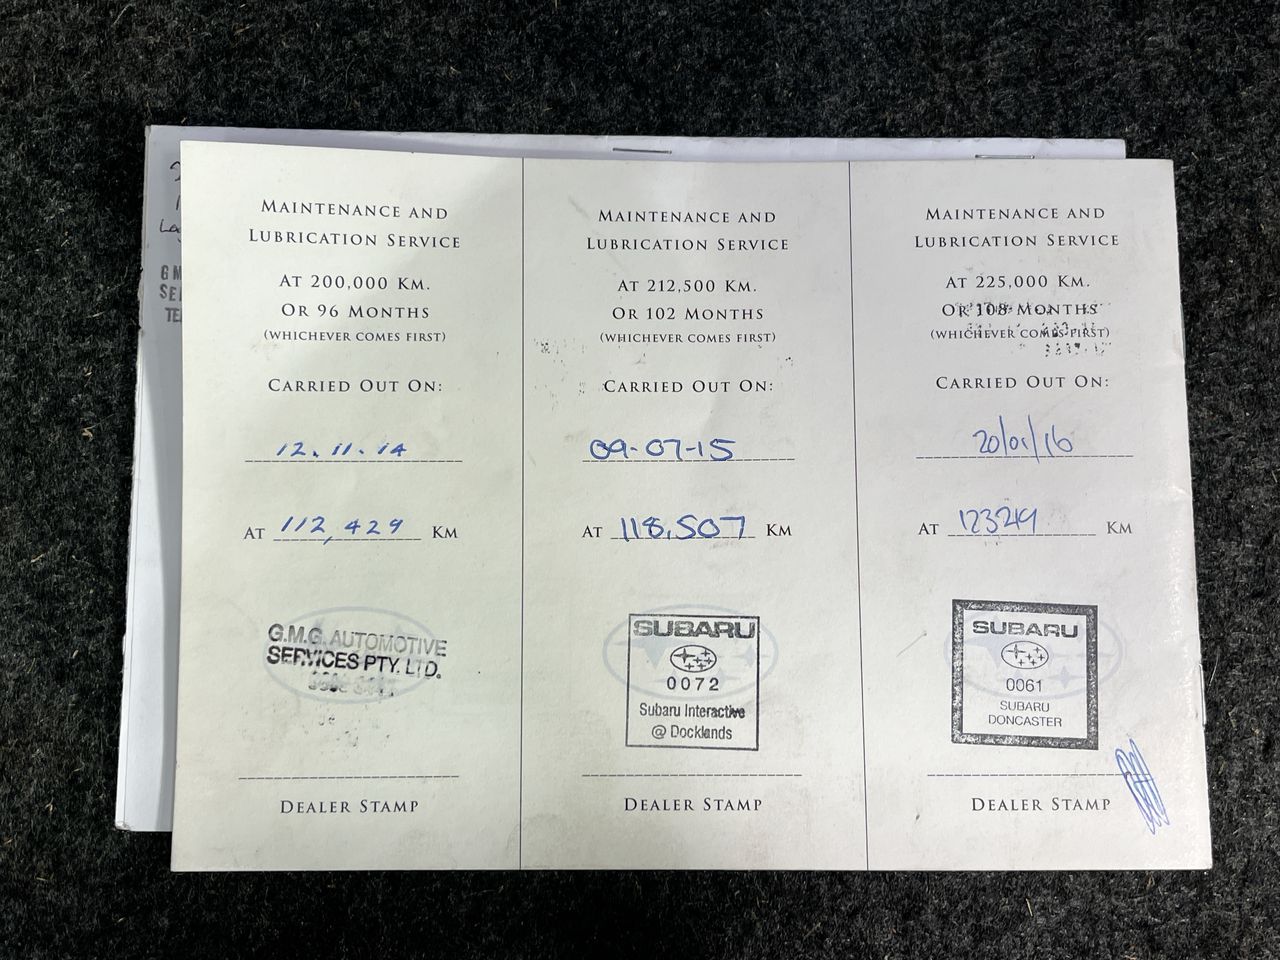 MAINTENANCE AND
LUBRICATION SERVICE
AT 200,000 KM.
OR 96 MONTHS
(WHICHEVER COMES FIRST)
CARRIED OUT ON:
12.11.14
AT 112,429 KM
G.M.G. AUTOMOTIVE
SERVICES PTY. LTD.
DEALER STAMP
MAINTENANCE AND
LUBRICATION SERVICE
AT 212,500 KM.
OR 102 MONTHS
(WHICHEVER COMES FIRST)
CARRIED OUT ON:
09-07-15
AT 118,507 KM
SUBARU
0072
Subaru Interactive
@ Docklands
DEALER STAMP
MAINTENANCE AND
LUBRICATION SERVICE
AT 225,000 KM.
OR 108 MONTHS
(WHICHEVER COMES FIRST)
CARRIED OUT ON:
20/01/16
AT 123219 KM
SUBARU
0061
SUBARU
DONCASTER
DEALER STAMP